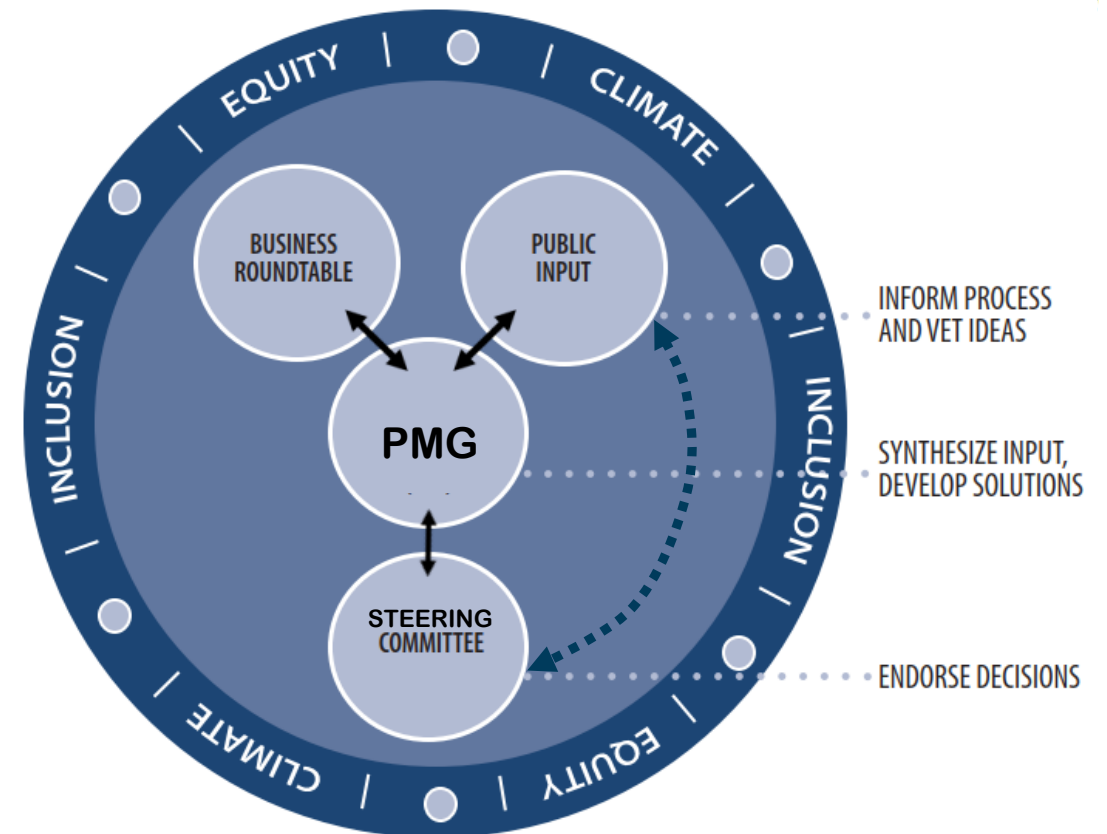 EQUITY
CLIMATE
INCLUSION
INCLUSION
EQUITY
CLIMATE
BUSINESS
ROUNDTABLE
PUBLIC
INPUT
PMG
STEERING
COMMITTEE
INFORM PROCESS
AND VET IDEAS
SYNTHESIZE INPUT,
DEVELOP SOLUTIONS
ENDORSE DECISIONS